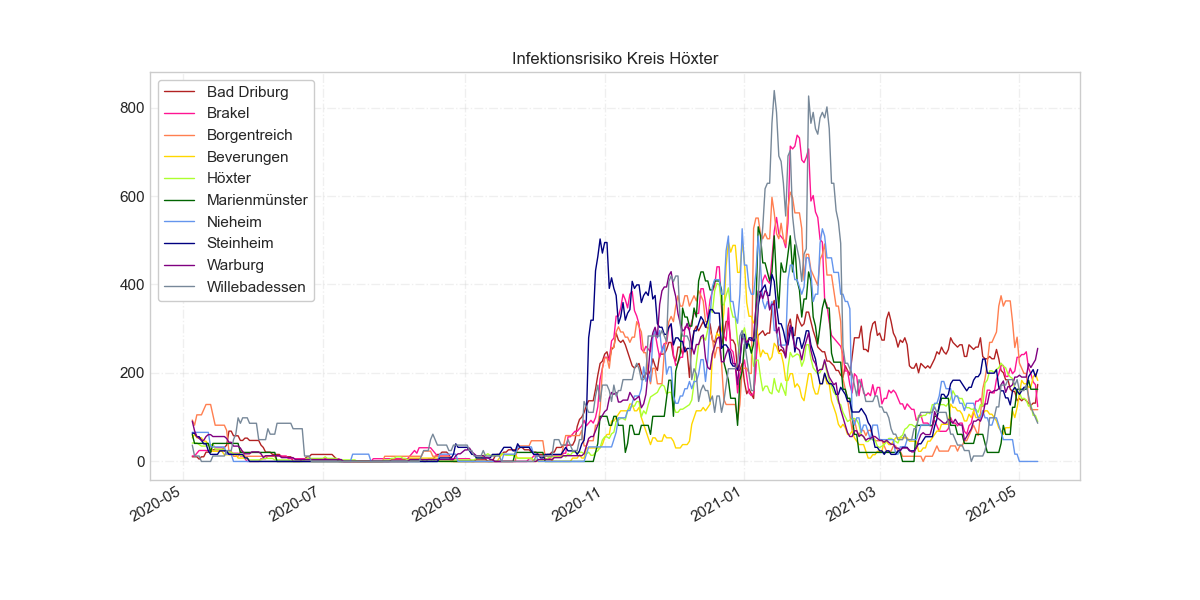 Infektionsrisiko Kreis Höxter
Bad Driburg
Brakel
Borgentreich
Beverungen
Höxter
Marienmünster
Nieheim
Steinheim
Warburg
Willebadessen
800
600
400
200
0
2020-05
2020-07
2020-09
2020-11
2021-01
2021-03
2021-05